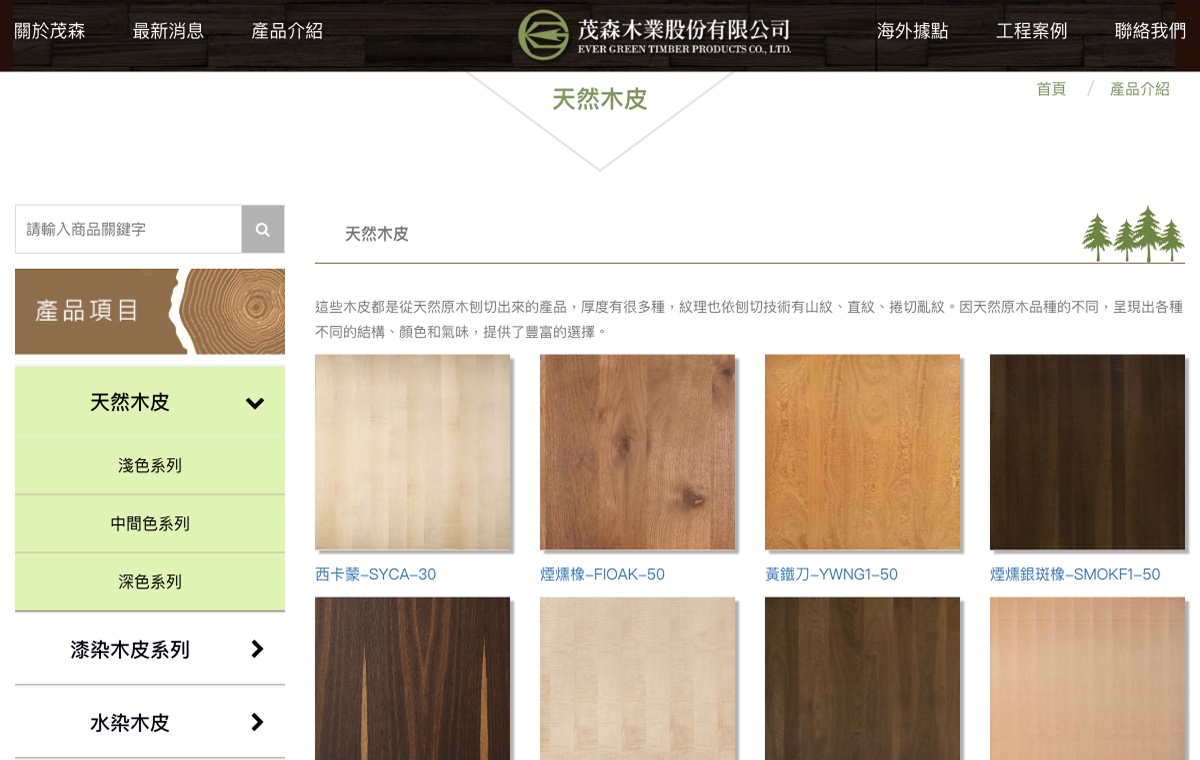 關於茂森
最新消息
產品介紹
茂森木業股份有限公司
EVER GREEN TIMBER PRODUCTS CO., LTD.
海外據點
工程案例
聯絡我們
天然木皮
首頁 / 產品介紹
請輸入商品關鍵字
產品項目
天然木皮
淺色系列
中間色系列
深色系列
漆染木皮系列
水染木皮
天然木皮
這些木皮都是從天然原木刨切出來的產品，厚度有很多種，紋理也依刨切技術有山紋、直紋、捲切亂紋。因天然原木品種的不同，呈現出各種
不同的結構、顏色和氣味，提供了豐富的選擇。
西卡蒙-SYCA-30
煙燻橡-FIOAK-50
黃鐵刀-YWNG1-50
煙燻銀斑橡-SMOKF1-50